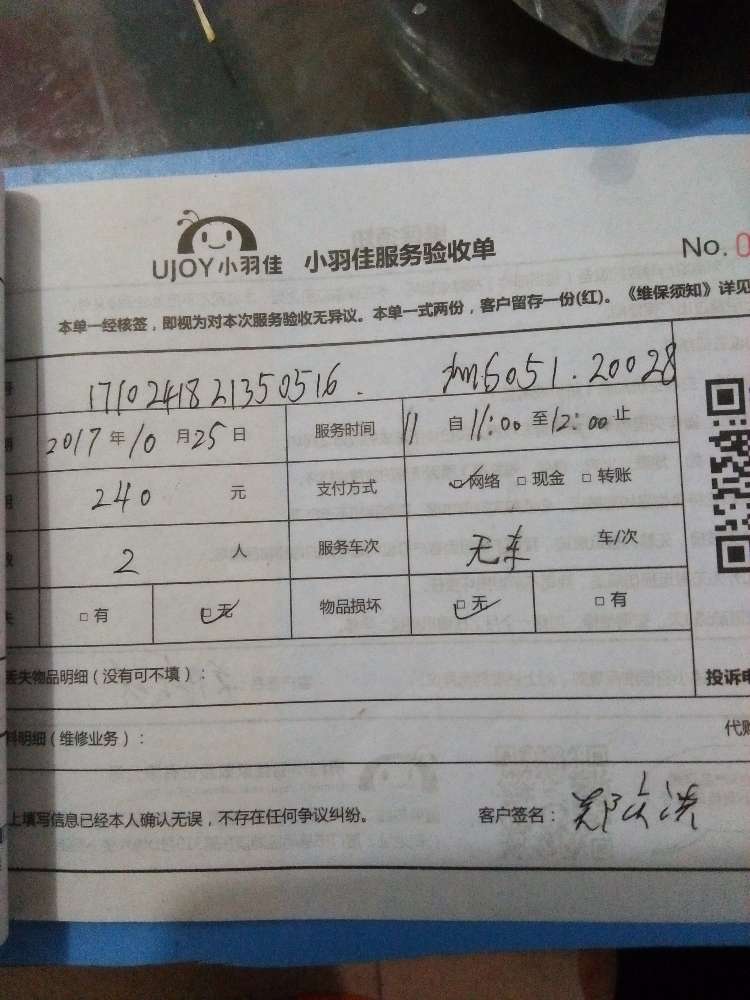 UJOY小羽佳 小羽佳服务验收单 No. 0
本单一经核签，即视为对本次服务验收无异议。本单一式两份，客户留存一份(红)。《维保须知》详见
1710241821350516. 6051.20028
2017年10月25日 服务时间 自11:00至12:00止
240 元 支付方式 网络 现金 转账
2 人 服务车次 无车 车/次
有 无 物品损坏 无 有
丢失物品明细（没有可不填）： 投诉电
料明细（维修业务）： 代购
上填写信息已经本人确认无误，不存在任何争议纠纷。 客户签名：